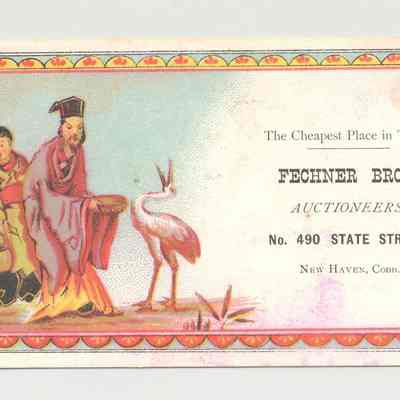 The Cheapest Place in T
FECHNER BRO
AUCTIONEERS
No. 490 STATE STR
New Haven, Conn.